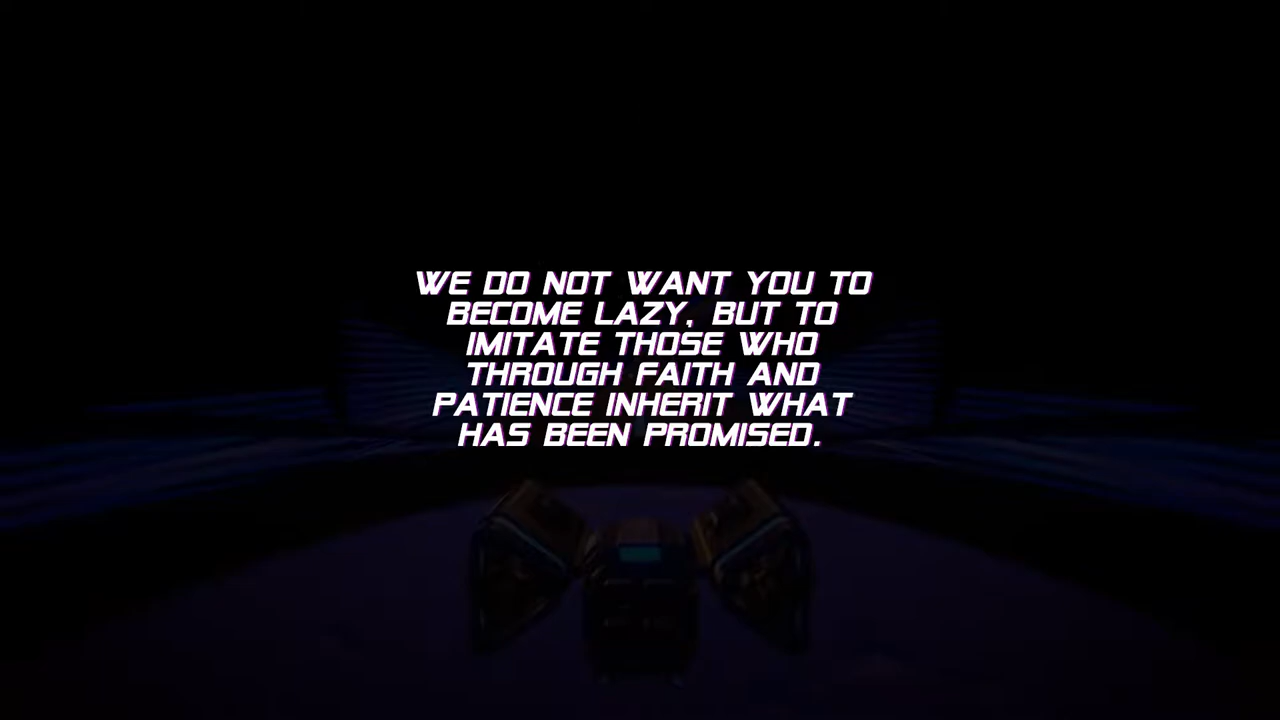 WE DO NOT WANT YOU TO
BECOME LAZY, BUT TO
IMITATE THOSE WHO
THROUGH FAITH AND
PATIENCE INHERIT WHAT
HAS BEEN PROMISED.